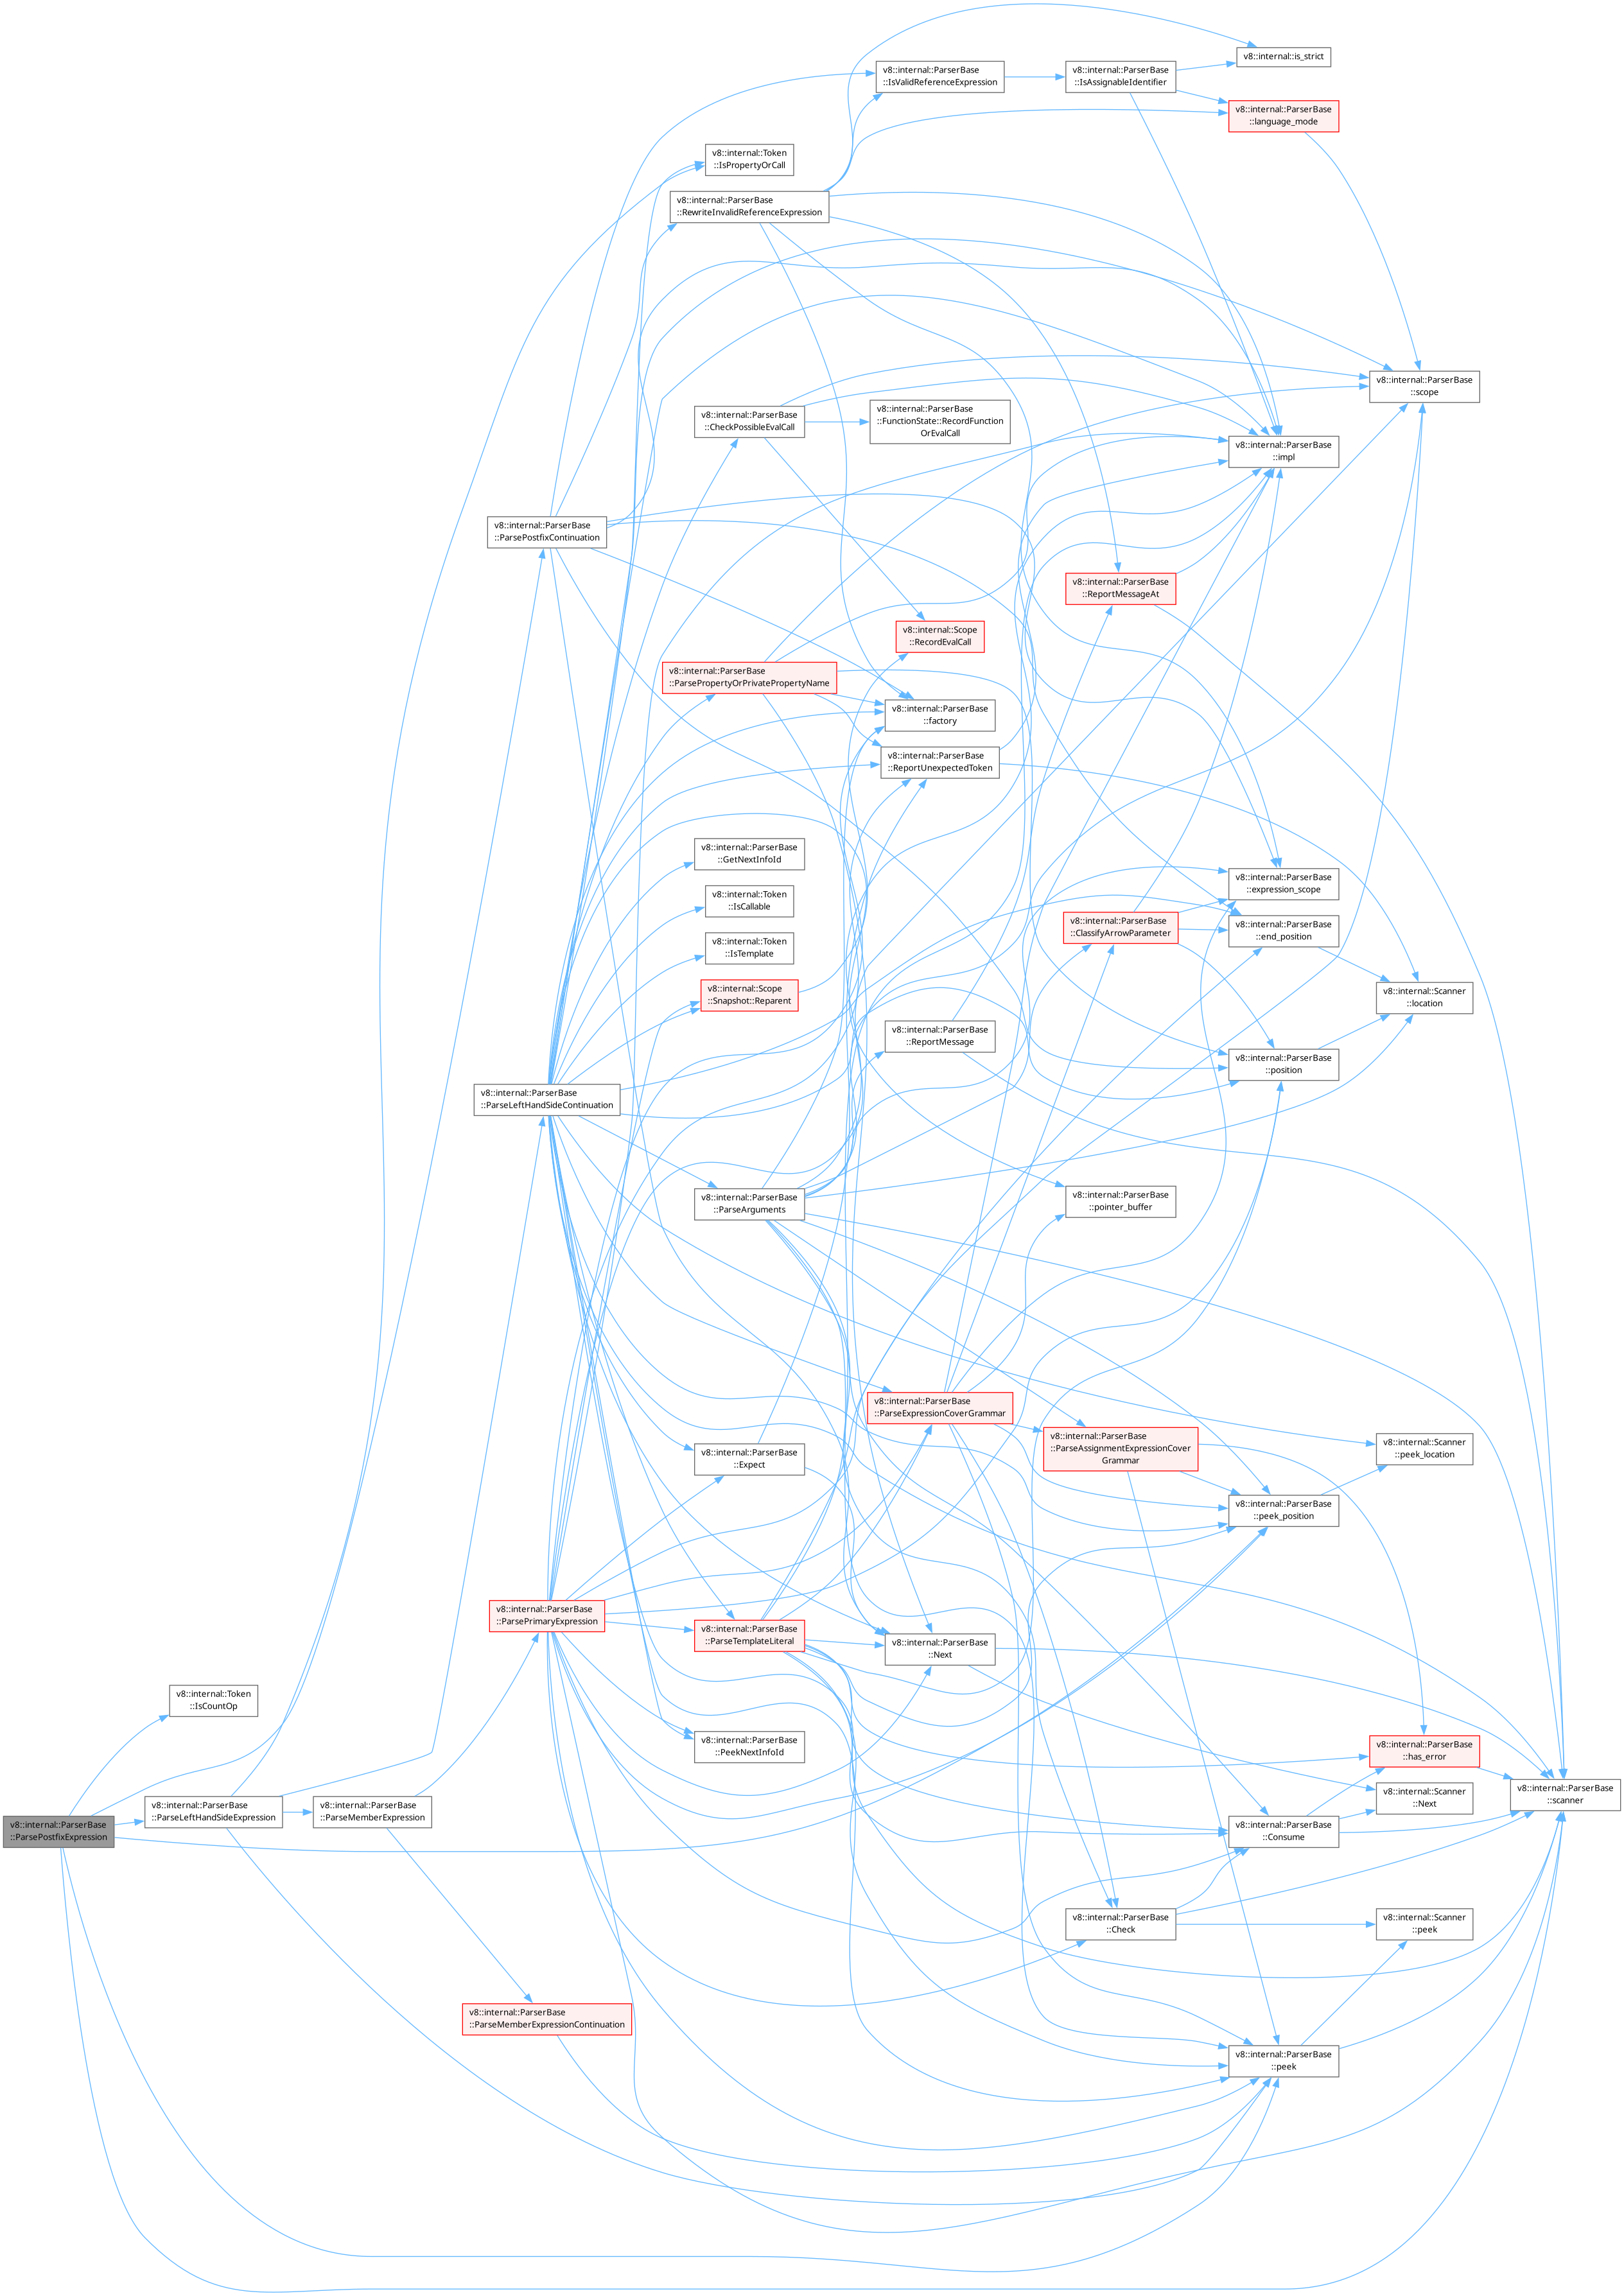 v8::internal::ParserBase
::ParsePostfixExpression
v8::internal::Token
::IsCountOp
v8::internal::ParserBase
::ParseLeftHandSideExpression
v8::internal::ParserBase
::ParseMemberExpression
v8::internal::ParserBase
::ParsePostfixContinuation
v8::internal::ParserBase
::ParseLeftHandSideContinuation
v8::internal::ParserBase
::ParsePrimaryExpression
v8::internal::ParserBase
::ParseMemberExpressionContinuation
v8::internal::Token
::IsPropertyOrCall
v8::internal::ParserBase
::RewriteInvalidReferenceExpression
v8::internal::ParserBase
::CheckPossibleEvalCall
v8::internal::ParserBase
::ParsePropertyOrPrivatePropertyName
v8::internal::ParserBase
::GetNextInfoId
v8::internal::Token
::IsCallable
v8::internal::Token
::IsTemplate
v8::internal::Scope
::Snapshot::Reparent
v8::internal::ParserBase
::ParseArguments
v8::internal::ParserBase
::Expect
v8::internal::ParserBase
::ParseTemplateLiteral
v8::internal::ParserBase
::PeekNextInfoId
v8::internal::ParserBase
::IsValidReferenceExpression
v8::internal::ParserBase
::FunctionState::RecordFunction
OrEvalCall
v8::internal::Scope
::RecordEvalCall
v8::internal::ParserBase
::factory
v8::internal::ParserBase
::ReportUnexpectedToken
v8::internal::ParserBase
::ReportMessage
v8::internal::ParserBase
::ParseExpressionCoverGrammar
v8::internal::ParserBase
::Next
v8::internal::ParserBase
::IsAssignableIdentifier
v8::internal::ParserBase
::ReportMessageAt
v8::internal::ParserBase
::ClassifyArrowParameter
v8::internal::ParserBase
::pointer_buffer
v8::internal::ParserBase
::ParseAssignmentExpressionCover
Grammar
v8::internal::ParserBase
::Check
v8::internal::is_strict
v8::internal::ParserBase
::language_mode
v8::internal::ParserBase
::impl
v8::internal::ParserBase
::expression_scope
v8::internal::ParserBase
::end_position
v8::internal::ParserBase
::position
v8::internal::ParserBase
::peek_position
v8::internal::ParserBase
::Consume
v8::internal::ParserBase
::peek
v8::internal::ParserBase
::scope
v8::internal::Scanner
::location
v8::internal::Scanner
::peek_location
v8::internal::ParserBase
::has_error
v8::internal::Scanner
::Next
v8::internal::Scanner
::peek
v8::internal::ParserBase
::scanner